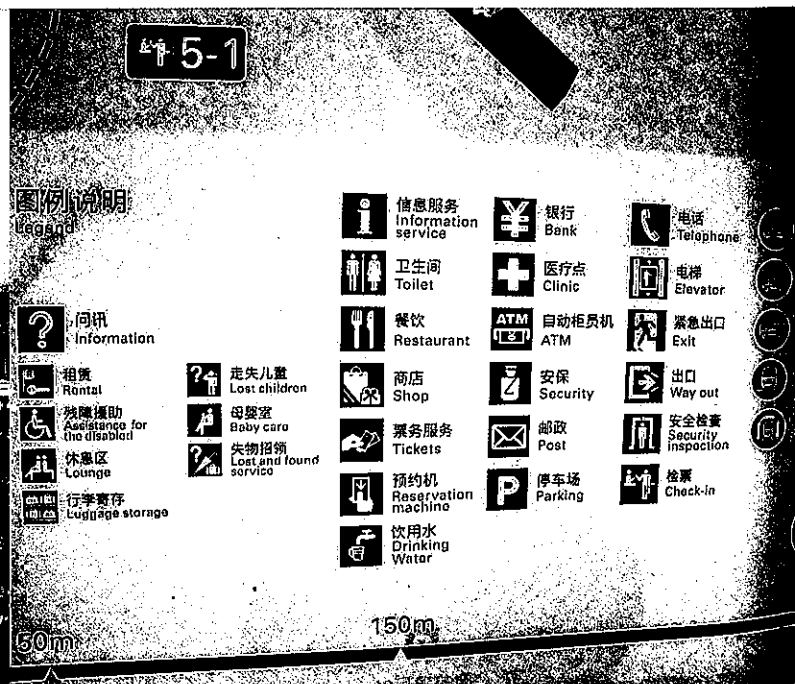 5-1
图例说明
Legend
问讯
Information
租赁
Rental
残障援助
Assistance for
the disabled
休息区
Lounge
行李寄存
Luggage storage
走失儿童
Lost children
母婴室
Baby care
失物招领
Lost and found
service
信息服务
Information
service
卫生间
Toilet
餐饮
Restaurant
商店
Shop
票务服务
Tickets
预约机
Reservation
machine
饮用水
Drinking
Water
银行
Bank
医疗点
Clinic
ATM
自动柜员机
ATM
安保
Security
邮政
Post
P
停车场
Parking
电话
Telephone
电梯
Elevator
紧急出口
Exit
出口
Way out
安全检查
Security
inspection
检票
Check-in
50m
150m